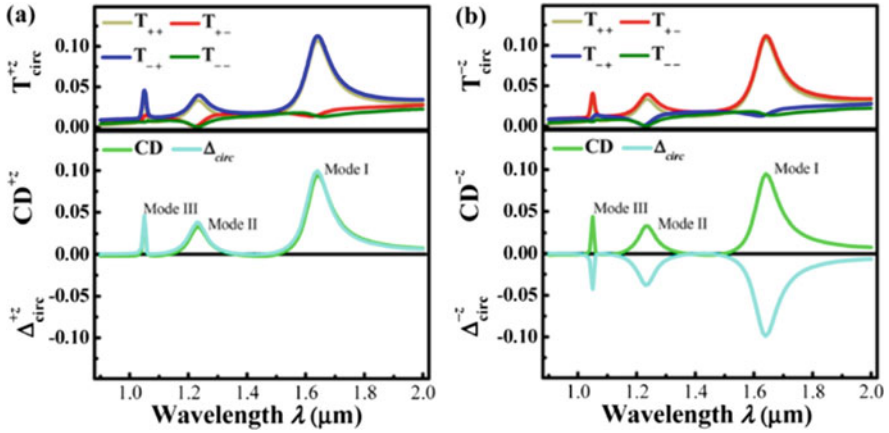 (a)
T₊₊ T₊₋
T₋₊ T₋₋
T⁺ᶻcirc
0.10
0.05
0.00
CD Δcirc
Mode I
Mode III
Mode II
CD⁺ᶻ
Δ⁺ᶻcirc
0.10
0.05
0.00
-0.05
-0.10
1.0 1.2 1.4 1.6 1.8 2.0
Wavelength λ (μm)
(b)
T₊₊ T₊₋
T₋₊ T₋₋
T⁻ᶻcirc
0.10
0.05
0.00
CD Δcirc
Mode I
Mode III
Mode II
CD⁻ᶻ
Δ⁻ᶻcirc
0.10
0.05
0.00
-0.05
-0.10
1.0 1.2 1.4 1.6 1.8 2.0
Wavelength λ (μm)